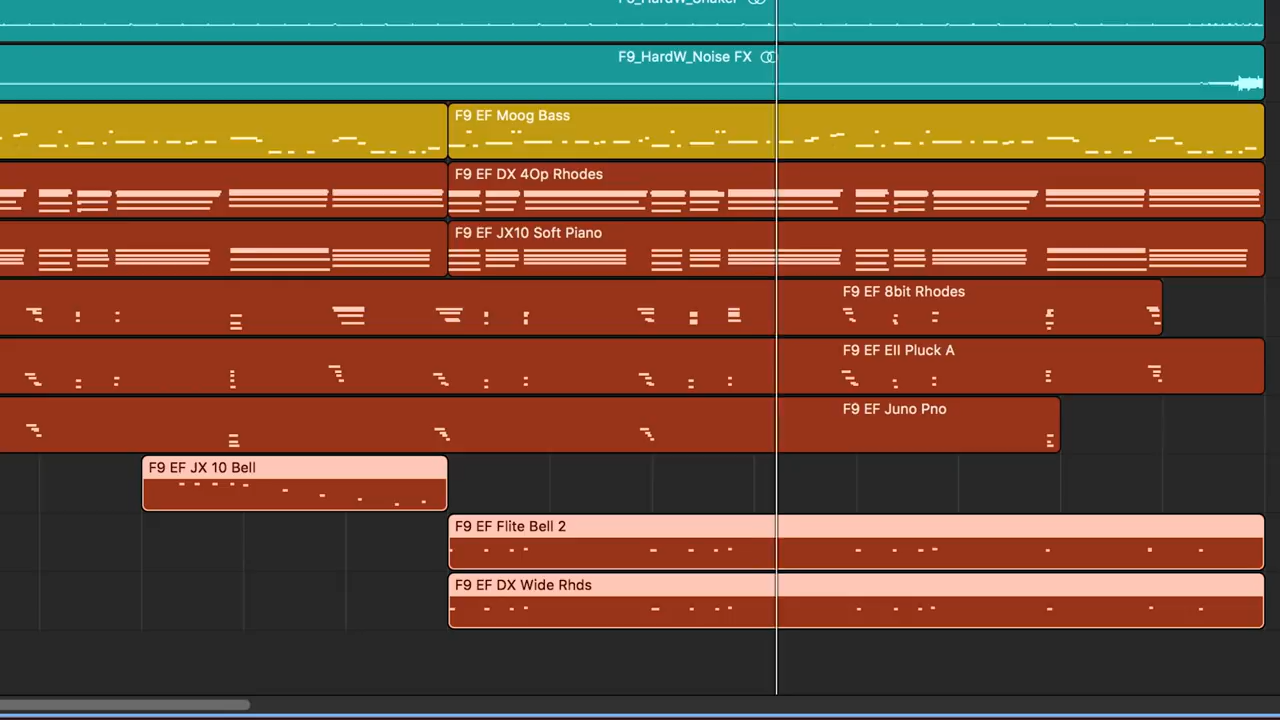 F9_HardW_Shaker
F9_HardW_Noise FX
F9 EF Moog Bass
F9 EF DX 4Op Rhodes
F9 EF JX10 Soft Piano
F9 EF 8bit Rhodes
F9 EF EII Pluck A
F9 EF Juno Pno
F9 EF JX 10 Bell
F9 EF Flite Bell 2
F9 EF DX Wide Rhds